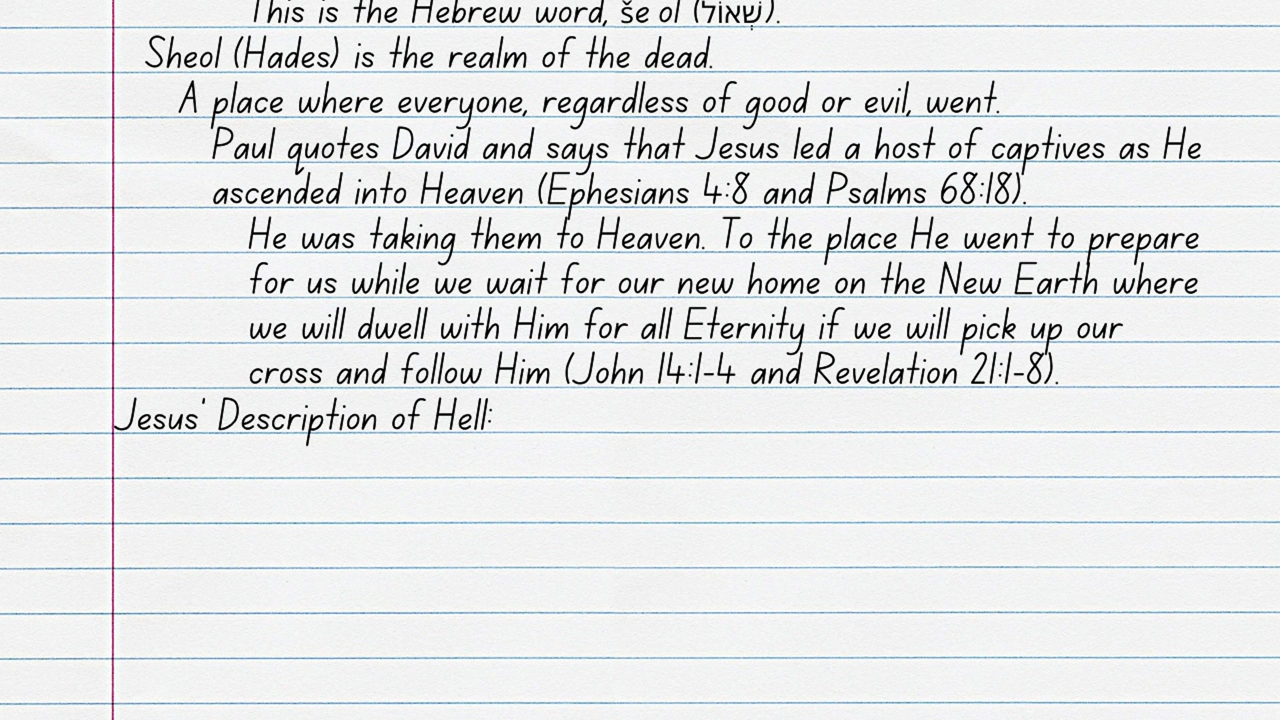 This is the Hebrew word, še ol (שְׁאוֹל).
Sheol (Hades) is the realm of the dead.
A place where everyone, regardless of good or evil, went.
Paul quotes David and says that Jesus led a host of captives as He
ascended into Heaven (Ephesians 4:8 and Psalms 68:18).
He was taking them to Heaven. To the place He went to prepare
for us while we wait for our new home on the New Earth where
we will dwell with Him for all Eternity if we will pick up our
cross and follow Him (John 14:1-4 and Revelation 21:1-8).
Jesus' Description of Hell: